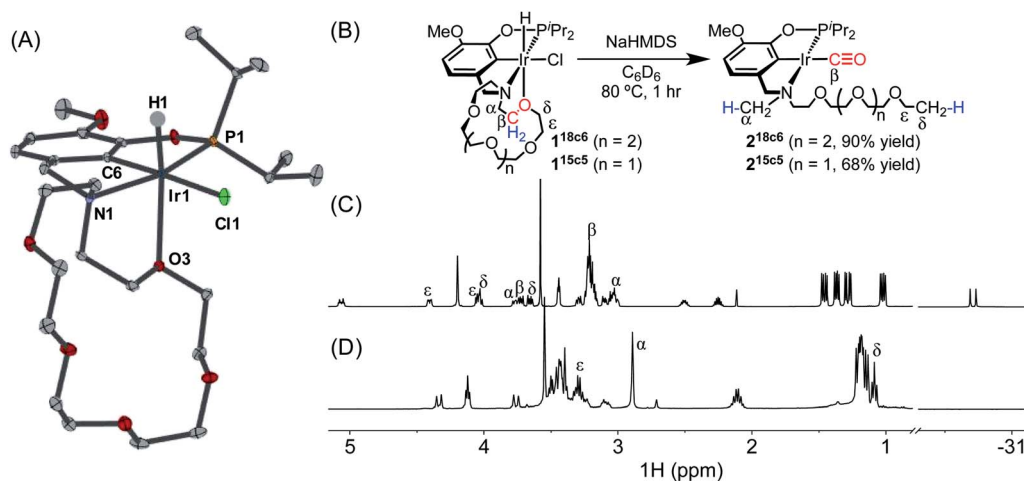 (A)
H1
P1
C6
Ir1
Cl1
N1
O3
(B)
MeO
O
PⁱPr₂
H
Ir
Cl
N
O
α
β
CH₂
δ
ε
O
O
O
( )n
1¹⁸ᶜ⁶ (n = 2)
1¹⁵ᶜ⁵ (n = 1)
NaHMDS
C₆D₆
80 ºC, 1 hr
MeO
O
PⁱPr₂
Ir
C≡O
β
N
H-CH₂
α
O
( O )n
O
ε
CH₂-H
δ
2¹⁸ᶜ⁶ (n = 2, 90% yield)
2¹⁵ᶜ⁵ (n = 1, 68% yield)
(C)
ε ε δ α β δ β α
(D)
ε α δ
5 4 3 2 1 -31
1H (ppm)